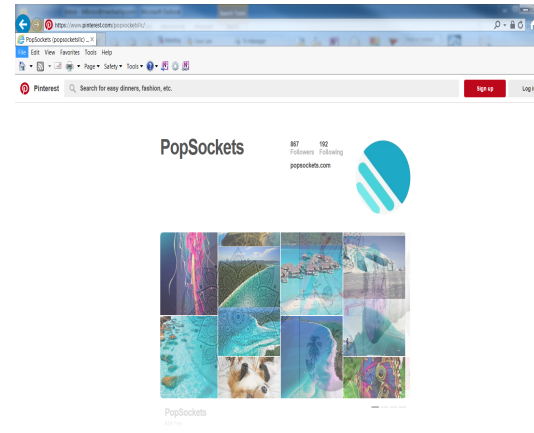 https://www.pinterest.com/popsocketsllc/
PopSockets (popsocketsllc) ...
File Edit View Favorites Tools Help
Page Safety Tools
Pinterest Search for easy dinners, fashion, etc. Sign up Log
PopSockets
867 192
Followers Following
popsockets.com
PopSockets